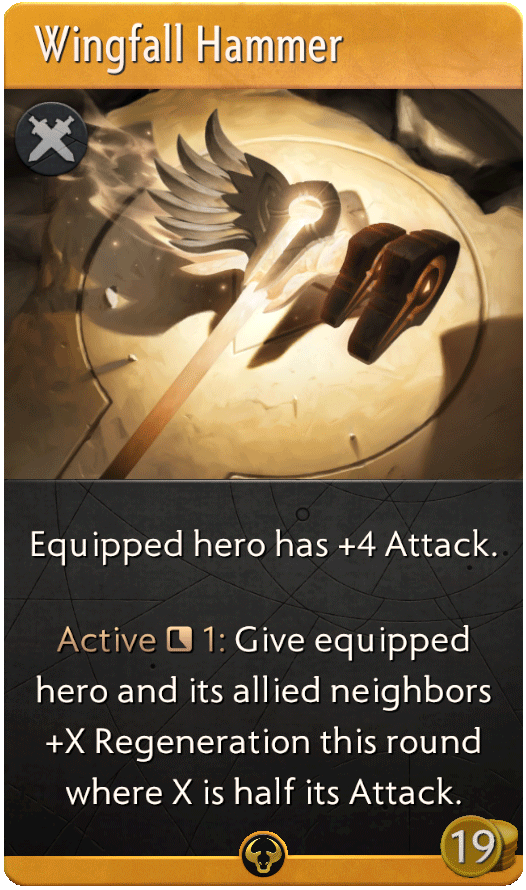 Wingfall Hammer
Equipped hero has +4 Attack.
Active 1: Give equipped
hero and its allied neighbors
+X Regeneration this round
where X is half its Attack.
19